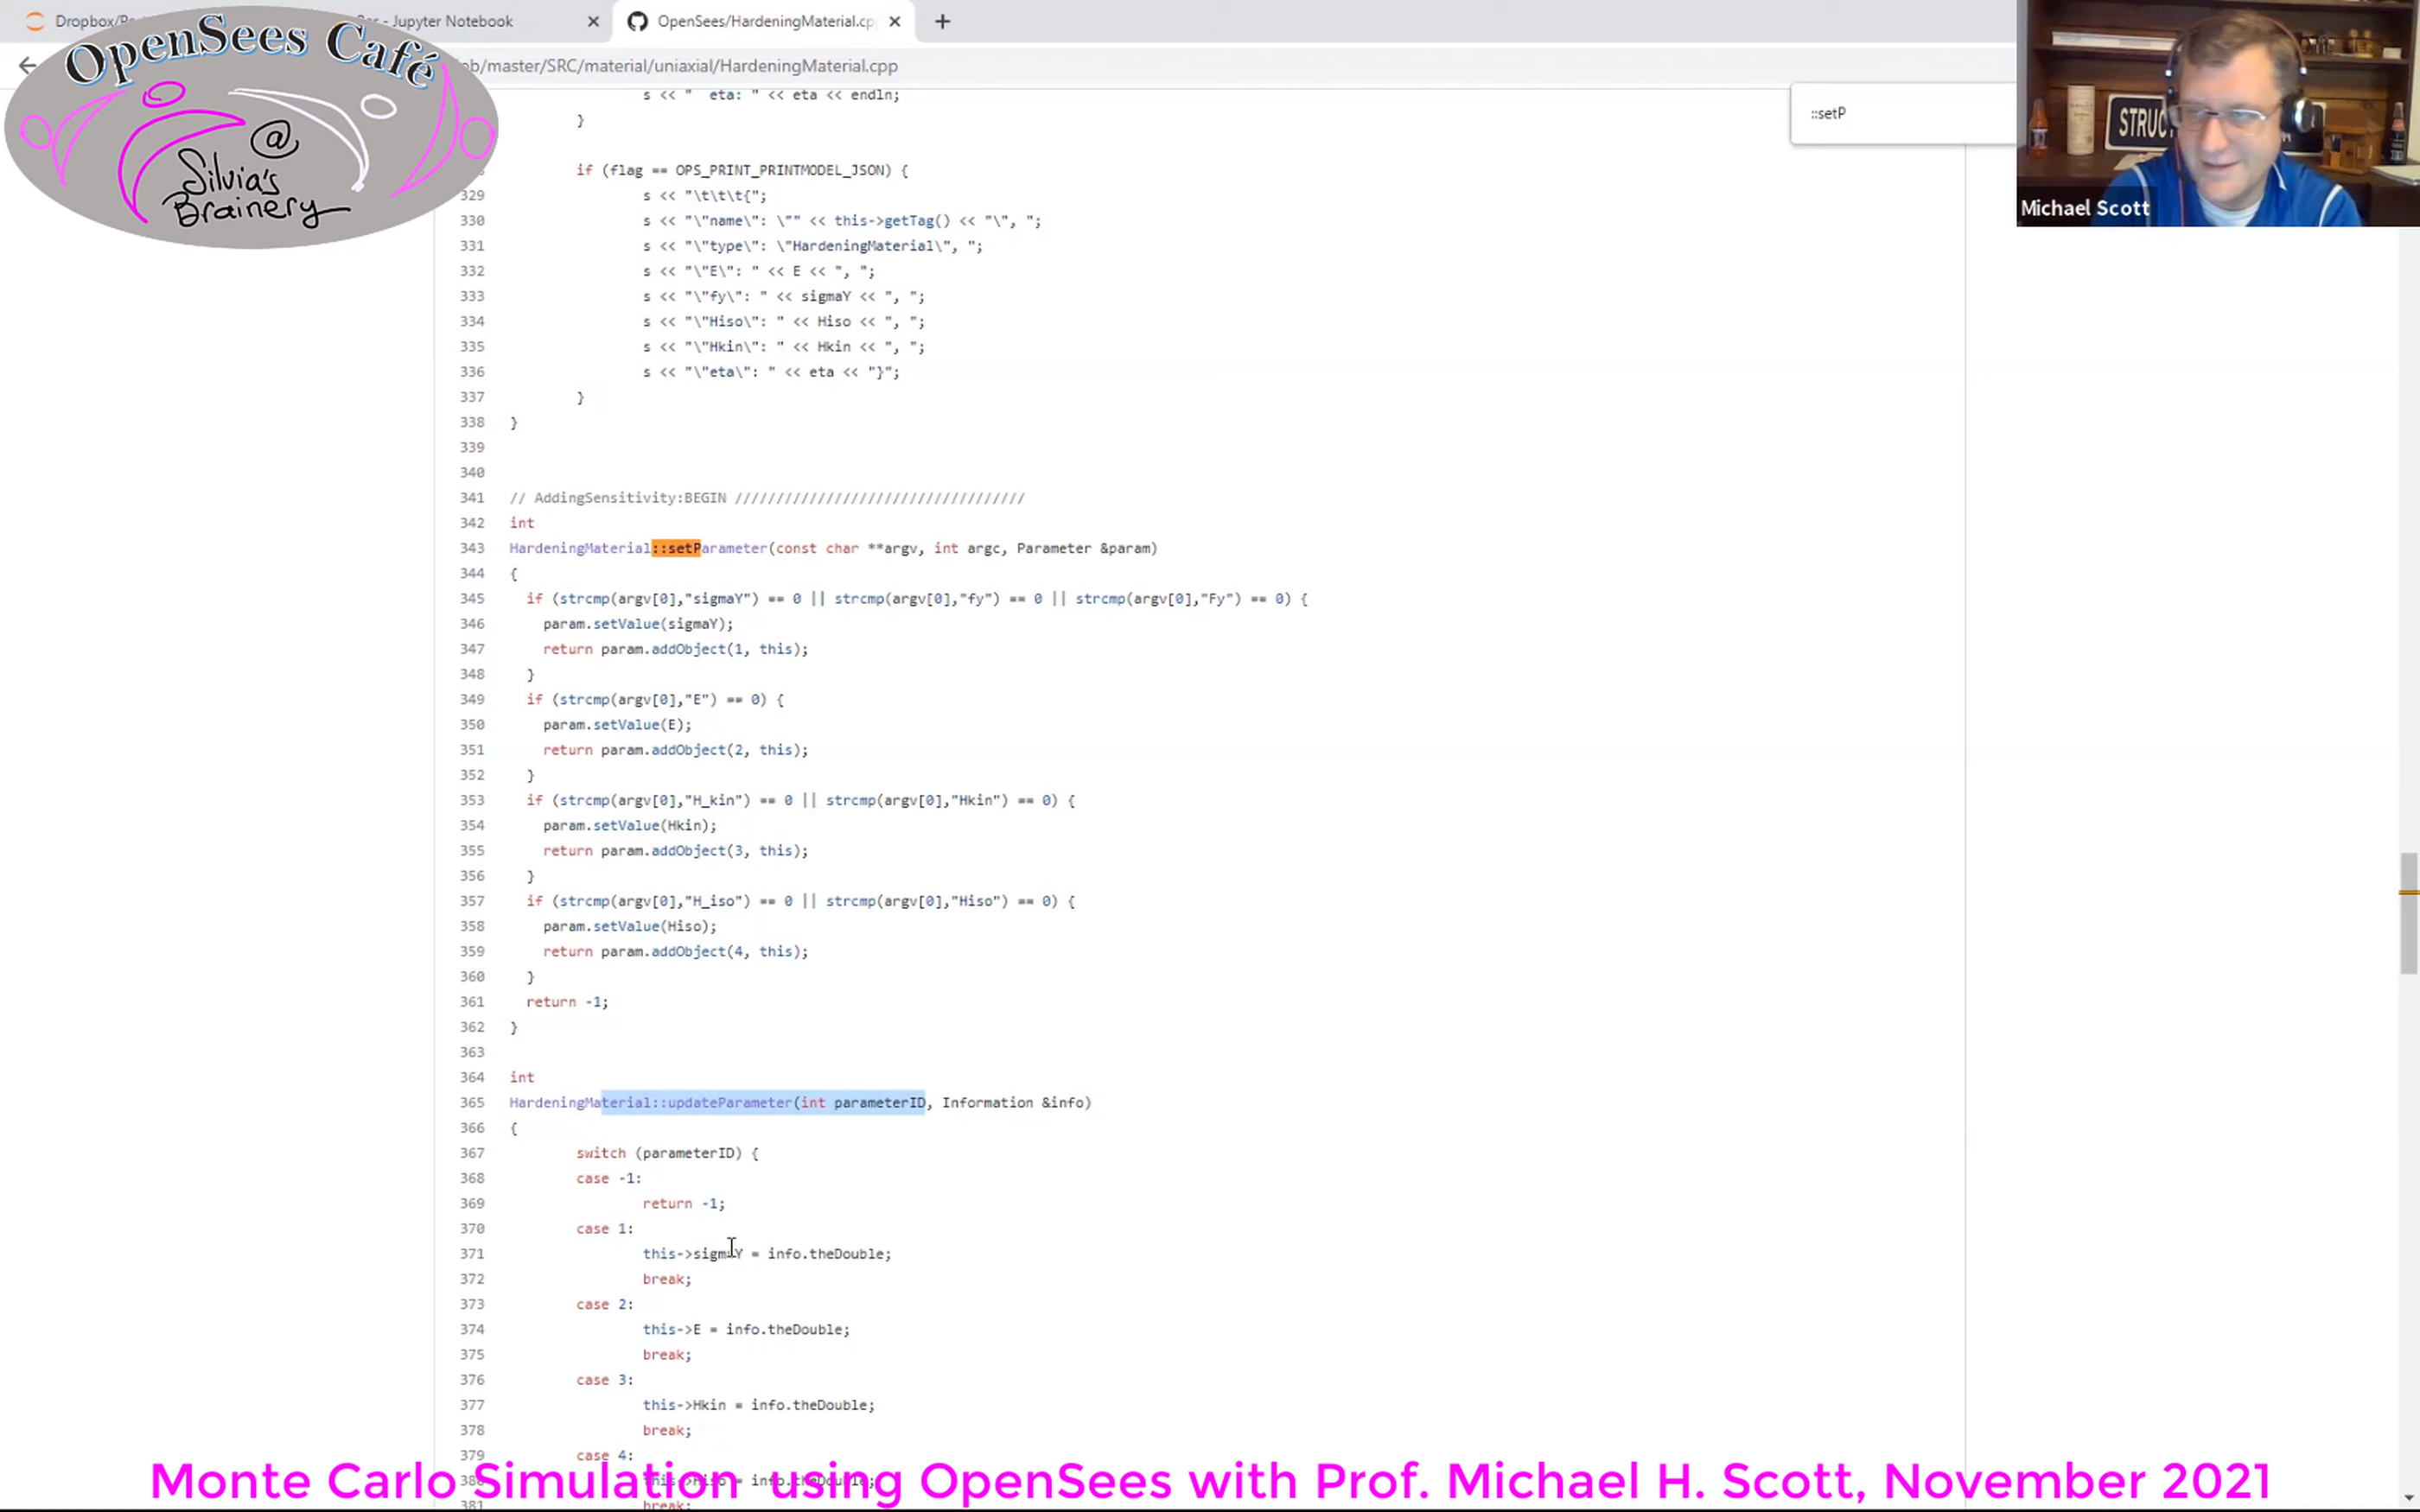 Dropbox/
- Jupyter Notebook
OpenSees/HardeningMaterial.cp
OpenSees Café
@
Silvia's
Brainery
b/master/SRC/material/uniaxial/HardeningMaterial.cpp
::setP
STRUC
Michael Scott
s << "  eta: " << eta << endln;
}
if (flag == OPS_PRINT_PRINTMODEL_JSON) {
329 s << "\t\t\t{";
330 s << "\"name\": \"" << this->getTag() << "\", ";
331 s << "\"type\": \"HardeningMaterial\", ";
332 s << "\"E\": " << E << ", ";
333 s << "\"fy\": " << sigmaY << ", ";
334 s << "\"Hiso\": " << Hiso << ", ";
335 s << "\"Hkin\": " << Hkin << ", ";
336 s << "\"eta\": " << eta << "}";
337 }
338 }
339
340
341 // AddingSensitivity:BEGIN ///////////////////////////////////
342 int
343 HardeningMaterial::setParameter(const char **argv, int argc, Parameter &param)
344 {
345 if (strcmp(argv[0],"sigmaY") == 0 || strcmp(argv[0],"fy") == 0 || strcmp(argv[0],"Fy") == 0) {
346 param.setValue(sigmaY);
347 return param.addObject(1, this);
348 }
349 if (strcmp(argv[0],"E") == 0) {
350 param.setValue(E);
351 return param.addObject(2, this);
352 }
353 if (strcmp(argv[0],"H_kin") == 0 || strcmp(argv[0],"Hkin") == 0) {
354 param.setValue(Hkin);
355 return param.addObject(3, this);
356 }
357 if (strcmp(argv[0],"H_iso") == 0 || strcmp(argv[0],"Hiso") == 0) {
358 param.setValue(Hiso);
359 return param.addObject(4, this);
360 }
361 return -1;
362 }
363
364 int
365 HardeningMaterial::updateParameter(int parameterID, Information &info)
366 {
367 switch (parameterID) {
368 case -1:
369 return -1;
370 case 1:
371 this->sigmaY = info.theDouble;
372 break;
373 case 2:
374 this->E = info.theDouble;
375 break;
376 case 3:
377 this->Hkin = info.theDouble;
378 break;
379 case 4:
380 this->Hiso = info.theDouble;
381 break;
Monte Carlo Simulation using OpenSees with Prof. Michael H. Scott, November 2021